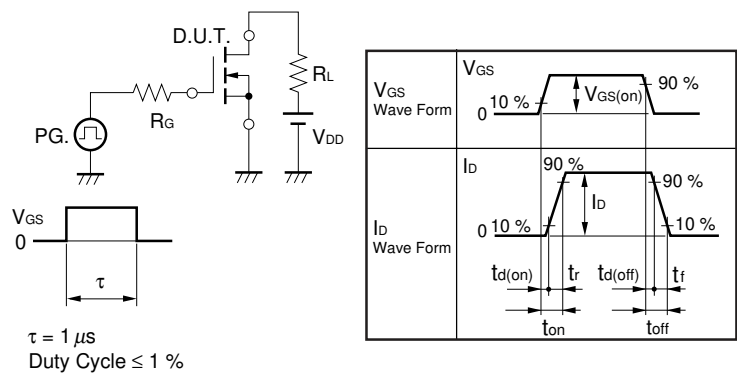 D.U.T.
RL
RG
PG.
VDD
VGS
0
τ
τ = 1 μs
Duty Cycle ≤ 1 %
VGS
Wave Form
VGS
10 %
0
VGS(on)
90 %
ID
Wave Form
ID
90 %
90 %
ID
0 10 %
10 %
td(on) tr td(off) tf
ton toff